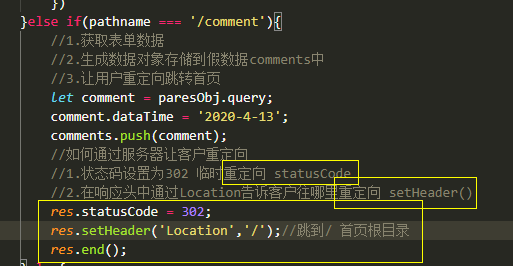 })
}else if(pathname === '/comment'){
//1.获取表单数据
//2.生成数据对象存储到假数据comments中
//3.让用户重定向跳转首页
let comment = paresObj.query;
comment.dataTime = '2020-4-13';
comments.push(comment);
//如何通过服务器让客户重定向
//1.状态码设置为302 临时重定向 statusCode
//2.在响应头中通过Location告诉客户往哪里重定向 setHeader()
res.statusCode = 302;
res.setHeader('Location','/');//跳到/ 首页根目录
res.end();